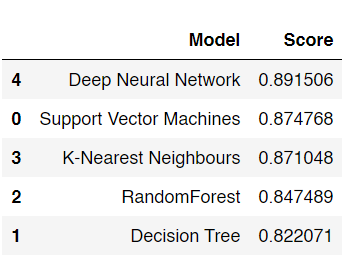 Model Score
4 Deep Neural Network 0.891506
0 Support Vector Machines 0.874768
3 K-Nearest Neighbours 0.871048
2 RandomForest 0.847489
1 Decision Tree 0.822071